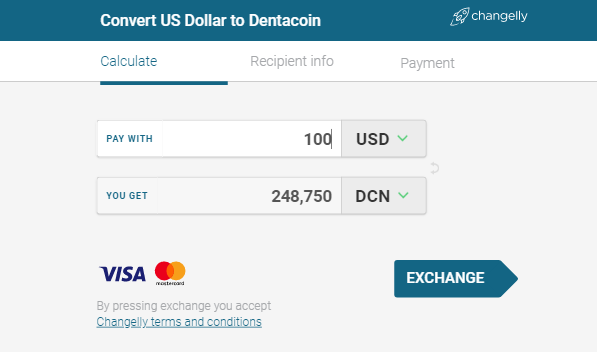 Convert US Dollar to Dentacoin
changelly
Calculate
Recipient info
Payment
PAY WITH
100
USD
YOU GET
248,750
DCN
VISA
mastercard
EXCHANGE
By pressing exchange you accept
Changelly terms and conditions